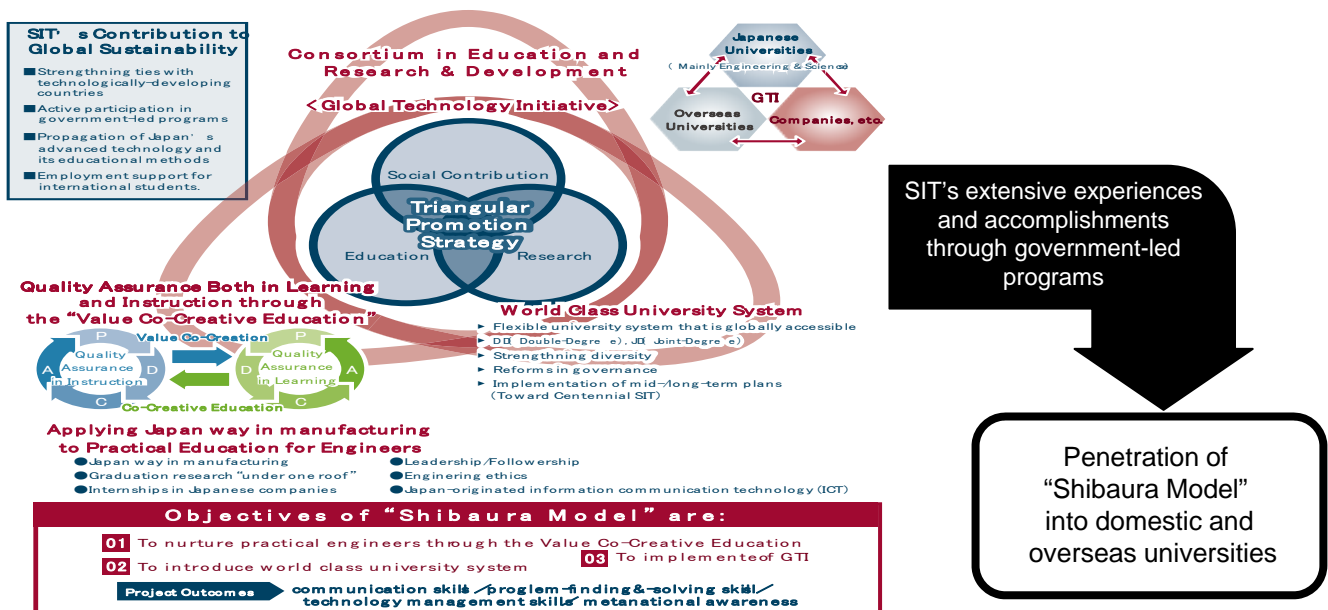 SIT's Contribution to
Global Sustainability
■Strengthning ties with
technologically-developing
countries
■Active participation in
government-led programs
■Propagation of Japan's
advanced technology and
its educational methods
■Employment support for
international students.
Consortium in Education and
Research & Development
<Global Technology Initiative>
Japanese
Universities
( Mainly Engineering & Science)
GTI
Overseas
Universities
Companies, etc.
Social Contribution
Triangular
Promotion
Strategy
Education
Research
Quality Assurance Both in Learning
and Instruction through
the “Value Co-Creative Education”
Value Co-Creation
P
D
C
A
Quality
Assurance
in Instruction
P
D
C
A
Quality
Assurance
in Learning
Co-Creative Education
World Class University System
► Flexible university system that is globally accessible
► DD( Double-Degre e), JD( Joint-Degre e)
► Strengthning diversity
► Reforms in governance
► Implementation of mid-/long-term plans
(Toward Centennial SIT)
Applying Japan way in manufacturing
to Practical Education for Engineers
●Japan way in manufacturing
●Graduation research “under one roof”
●Internships in Japanese companies
●Leadership/Followership
●Enginering ethics
●Japan-originated information communication technology (ICT)
Objectives of “Shibaura Model” are:
01 To nurture practical engineers through the Value Co-Creative Education
02 To introduce world class university system
03 To implementeof GTI
Project Outcomes
communication skills/proglem-finding&-solving skill/
technology management skills/ metanational awareness
SIT’s extensive experiences
and accomplishments
through government-led
programs
Penetration of
“Shibaura Model”
into domestic and
overseas universities